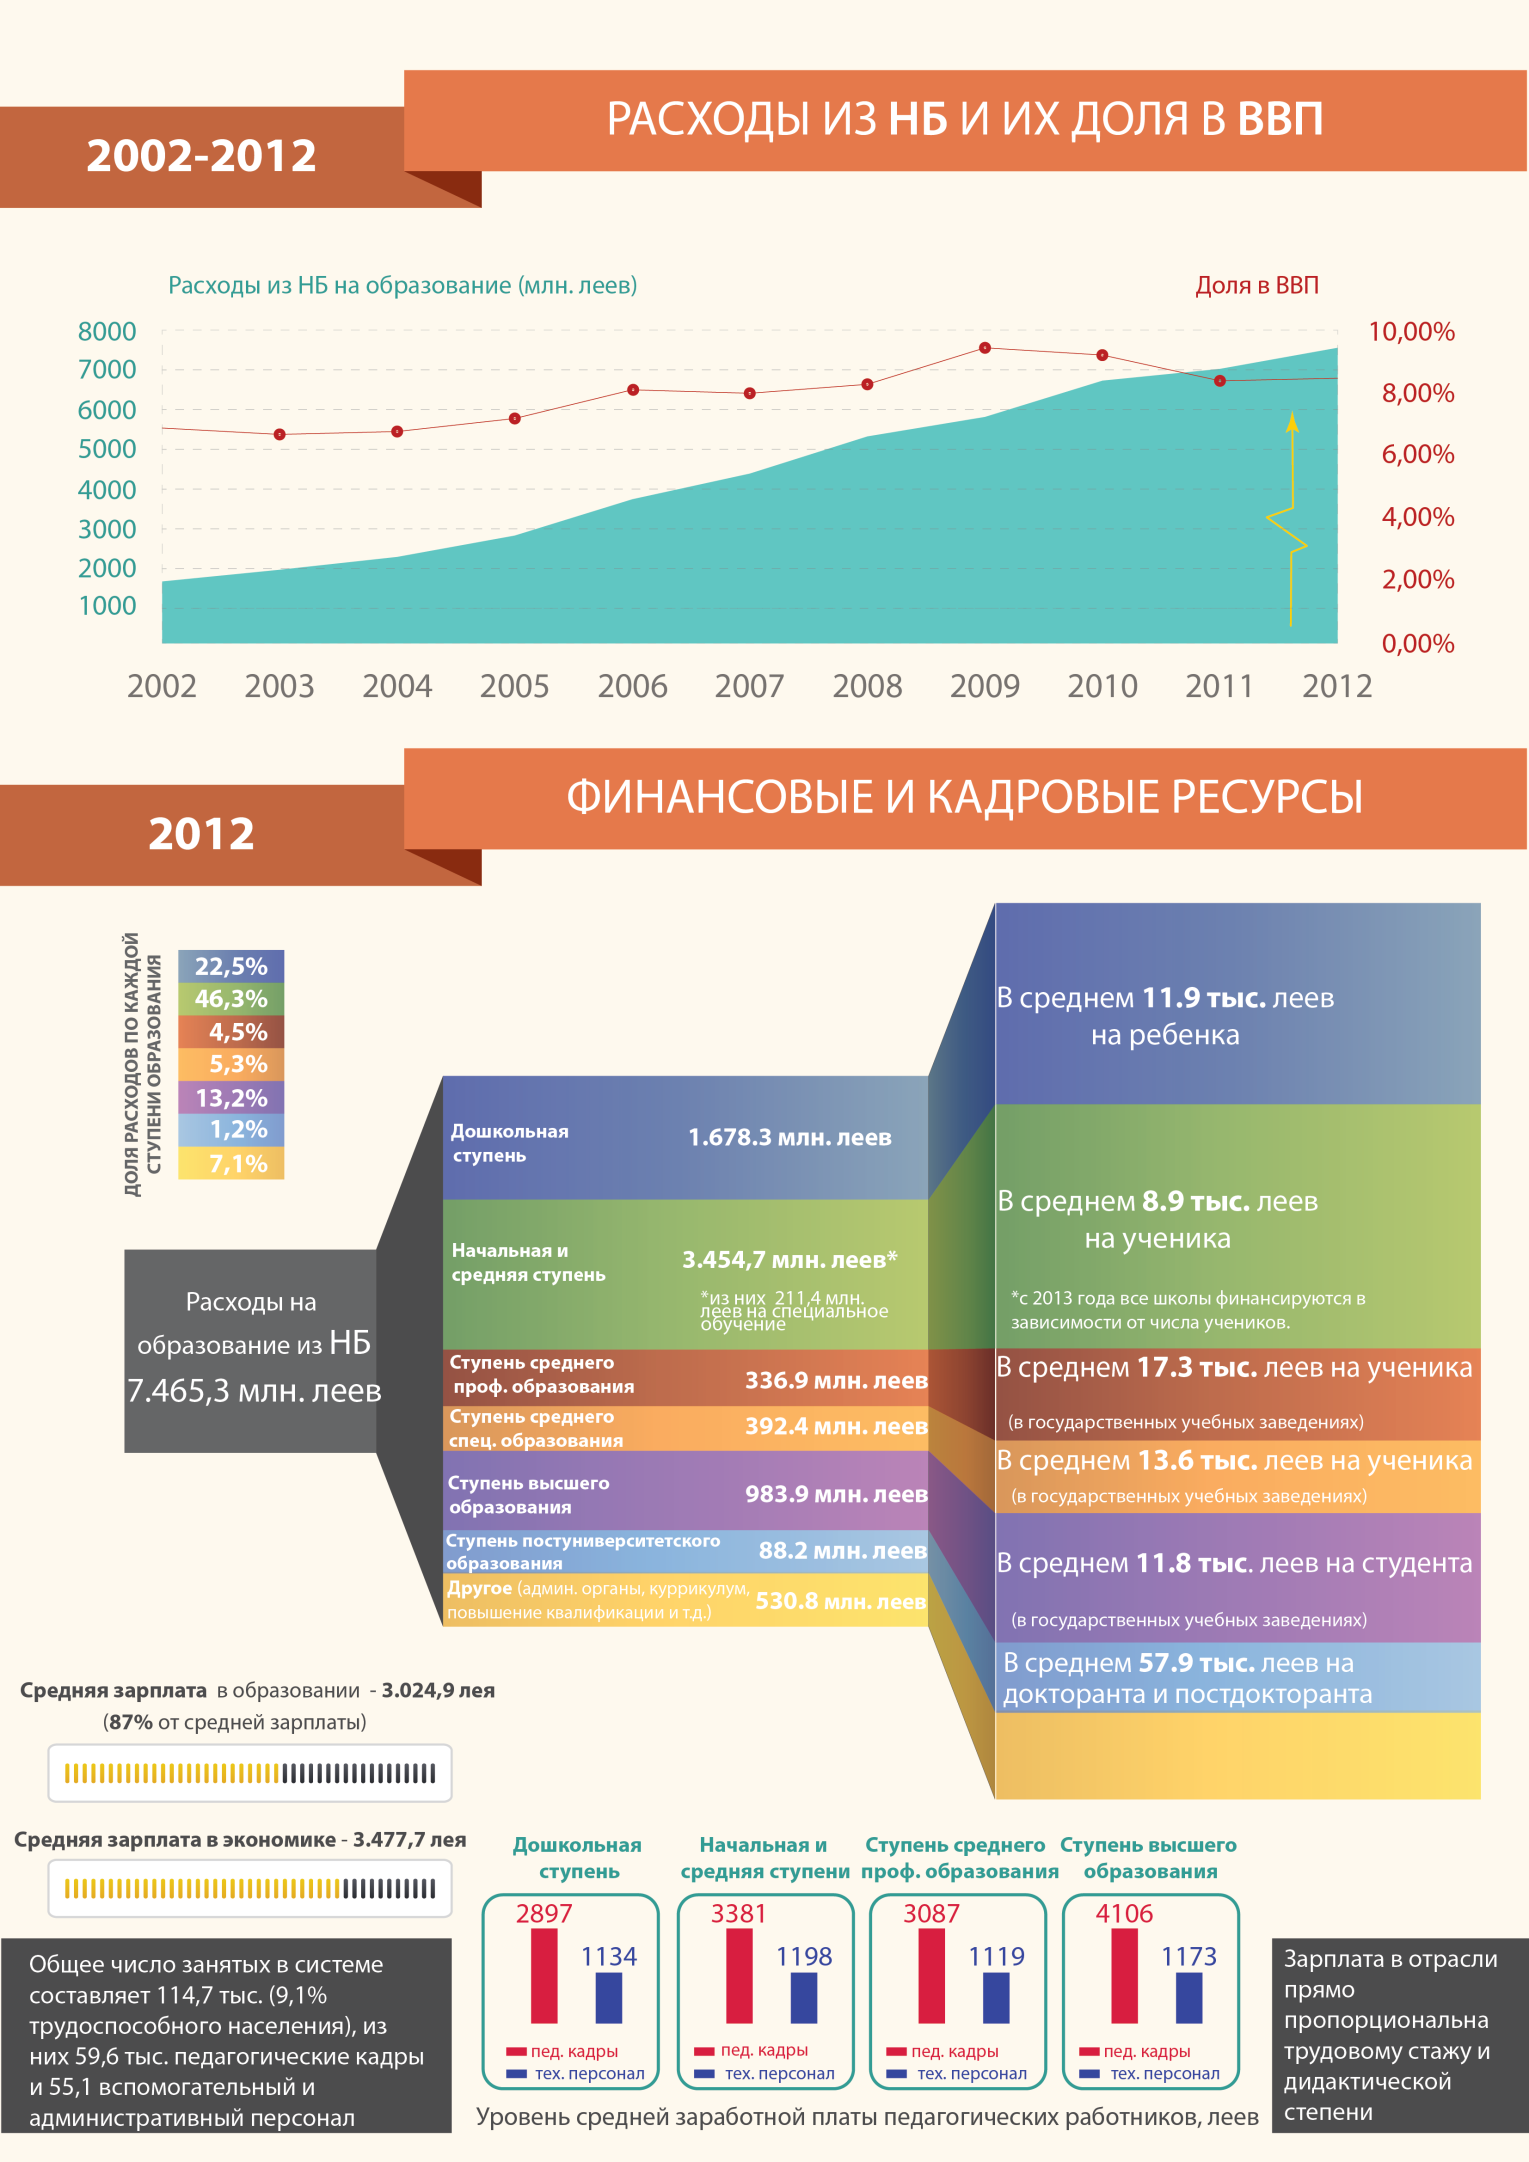 2002-2012
РАСХОДЫ ИЗ НБ И ИХ ДОЛЯ В ВВП
Расходы из НБ на образование (млн. леев)
Доля в ВВП
8000
7000
6000
5000
4000
3000
2000
1000
10,00%
8,00%
6,00%
4,00%
2,00%
0,00%
2002 2003 2004 2005 2006 2007 2008 2009 2010 2011 2012
2012
ФИНАНСОВЫЕ И КАДРОВЫЕ РЕСУРСЫ
ДОЛЯ РАСХОДОВ ПО КАЖДОЙ
СТУПЕНИ ОБРАЗОВАНИЯ
22,5%
46,3%
4,5%
5,3%
13,2%
1,2%
7,1%
Расходы на
образование из НБ
7.465,3 млн. леев
Дошкольная
ступень
1.678.3 млн. леев
Начальная и
средняя ступень
3.454,7 млн. леев*
*из них 211,4 млн.
леев на специальное
обучение
Ступень среднего
проф. образования
336.9 млн. леев
Ступень среднего
спец. образования
392.4 млн. леев
Ступень высшего
образования
983.9 млн. леев
Ступень постуниверситетского
образования
88.2 млн. леев
Другое (админ. органы, куррикулум,
повышение квалификации и т.д.)
530.8 млн. леев
В среднем 11.9 тыс. леев
на ребенка
В среднем 8.9 тыс. леев
на ученика
*с 2013 года все школы финансируются в
зависимости от числа учеников.
В среднем 17.3 тыс. леев на ученика
(в государственных учебных заведениях)
В среднем 13.6 тыс. леев на ученика
(в государственных учебных заведениях)
В среднем 11.8 тыс. леев на студента
(в государственных учебных заведениях)
В среднем 57.9 тыс. леев на
докторанта и постдокторанта
Средняя зарплата в образовании - 3.024,9 лея
(87% от средней зарплаты)
Средняя зарплата в экономике - 3.477,7 лея
Общее число занятых в системе
составляет 114,7 тыс. (9,1%
трудоспособного населения), из
них 59,6 тыс. педагогические кадры
и 55,1 вспомогательный и
административный персонал
Дошкольная
ступень
2897
1134
пед. кадры
тех. персонал
Начальная и
средняя ступени
3381
1198
пед. кадры
тех. персонал
Ступень среднего
проф. образования
3087
1119
пед. кадры
тех. персонал
Ступень высшего
образования
4106
1173
пед. кадры
тех. персонал
Уровень средней заработной платы педагогических работников, леев
Зарплата в отрасли
прямо
пропорциональна
трудовому стажу и
дидактической
степени